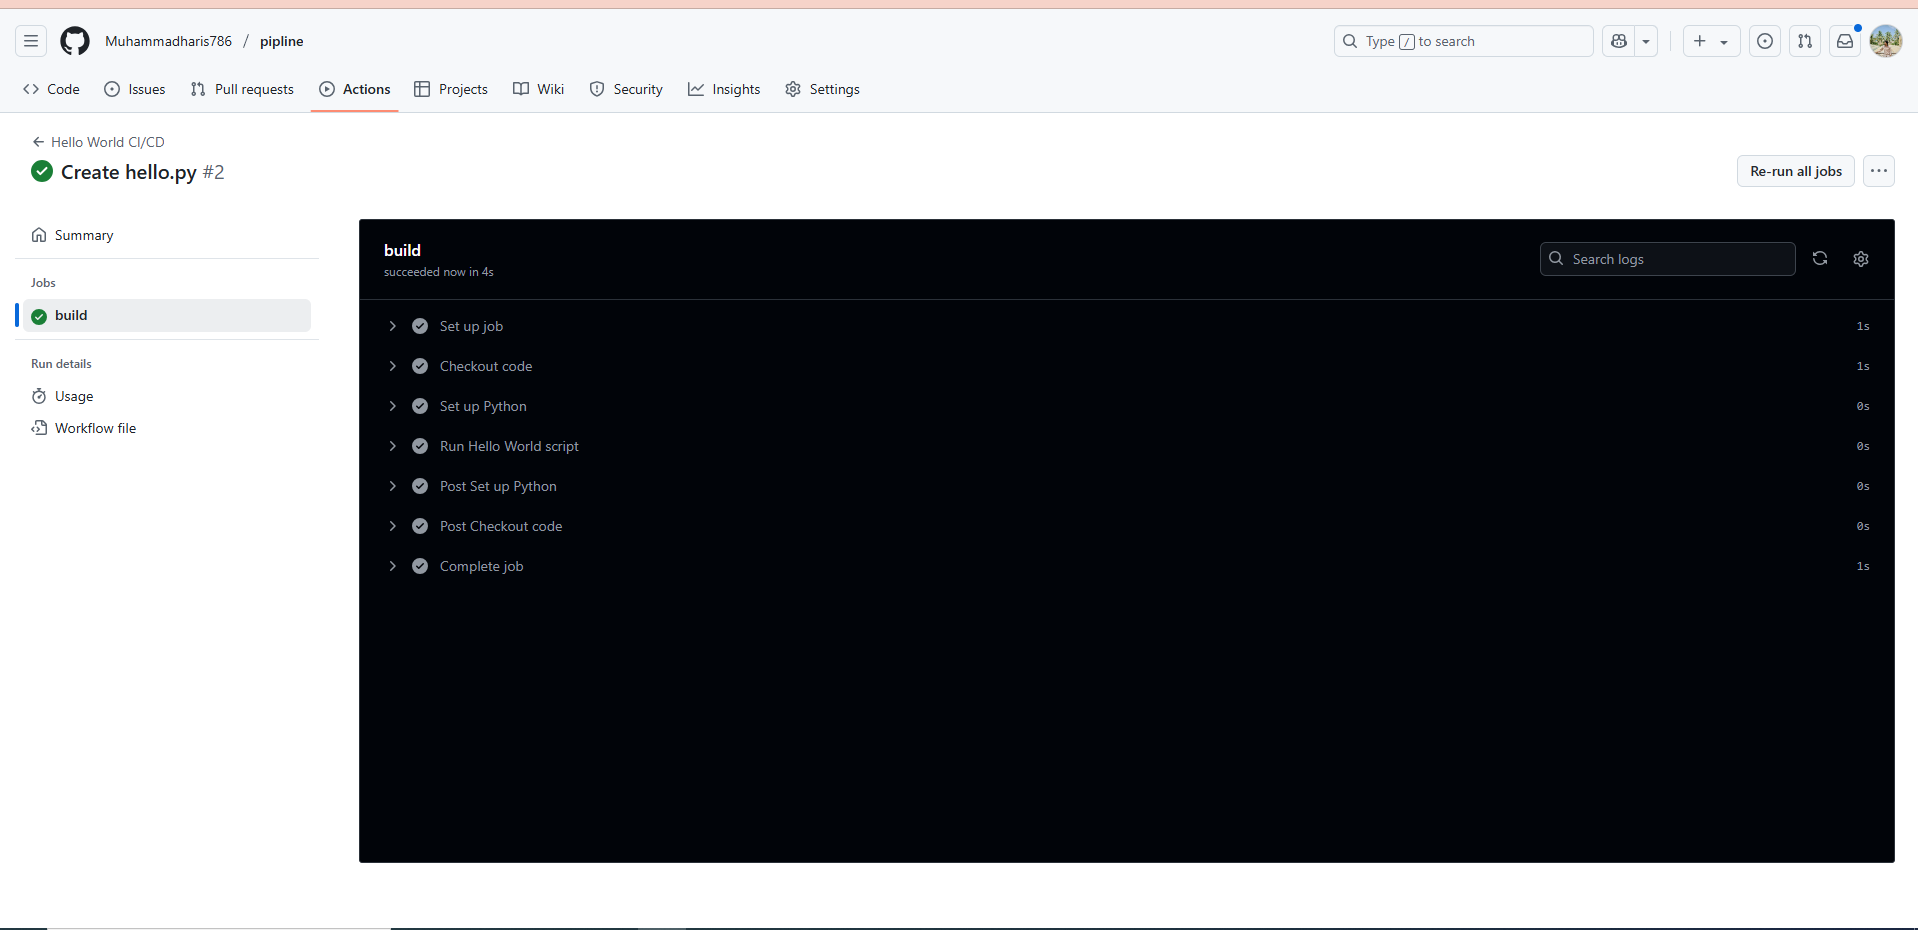 Muhammadharis786 / pipline
Type / to search
Code Issues Pull requests Actions Projects Wiki Security Insights Settings
Hello World CI/CD
Create hello.py #2
Re-run all jobs
Summary
Jobs
build
Run details
Usage
Workflow file
build
succeeded now in 4s
Search logs
Set up job 1s
Checkout code 1s
Set up Python 0s
Run Hello World script 0s
Post Set up Python 0s
Post Checkout code 0s
Complete job 1s